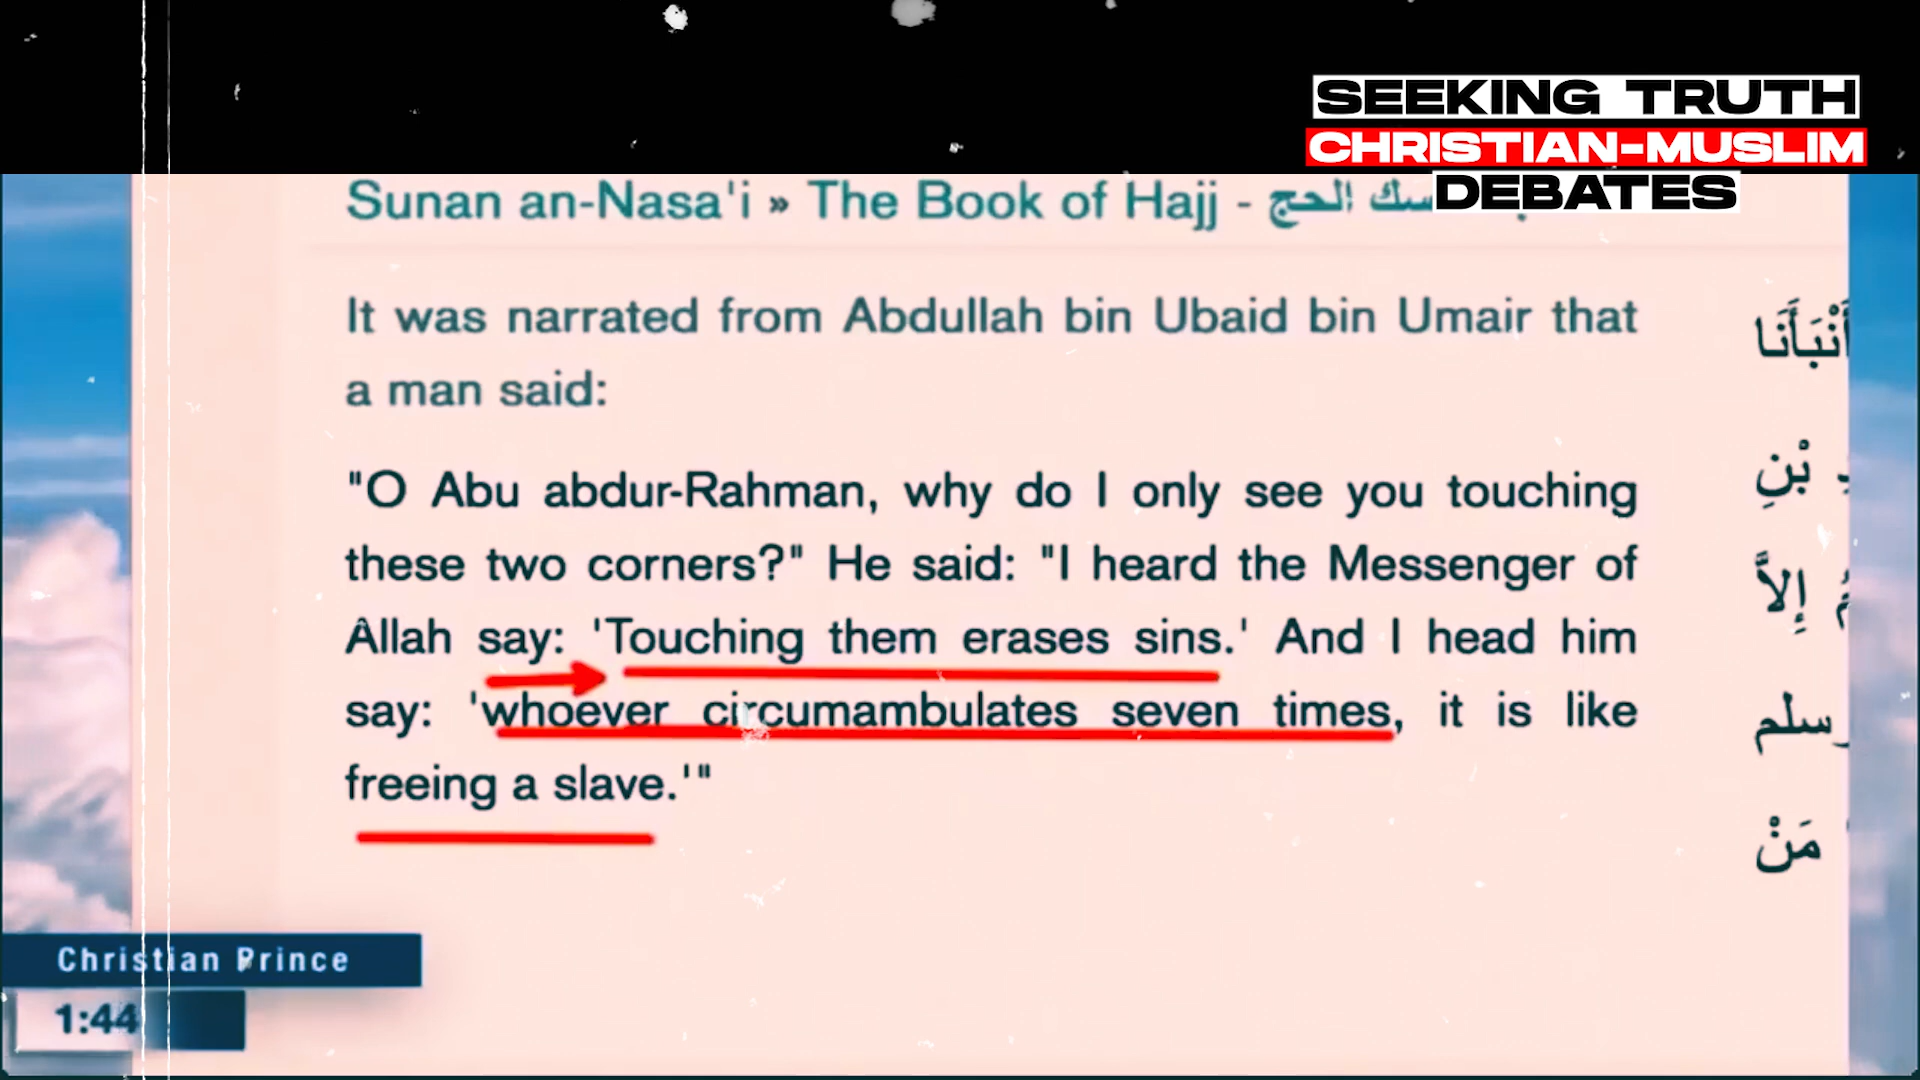 SEEKING TRUTH
CHRISTIAN-MUSLIM
DEBATES
Sunan an-Nasa'i » The Book of Hajj - سك الحج
It was narrated from Abdullah bin Ubaid bin Umair that
a man said:
"O Abu abdur-Rahman, why do I only see you touching
these two corners?" He said: "I heard the Messenger of
Allah say: 'Touching them erases sins.' And I head him
say: 'whoever circumambulates seven times, it is like
freeing a slave.'"
أَنْبَأَنَا
بْنِ
إِلاَّ
سلم
مَنْ
Christian Prince
1:44